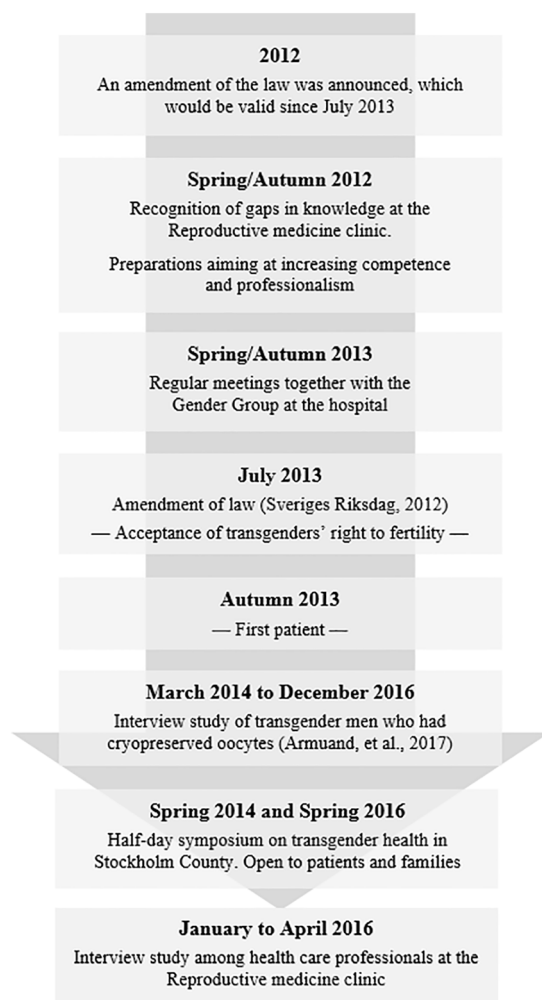 2012
An amendment of the law was announced, which
would be valid since July 2013
Spring/Autumn 2012
Recognition of gaps in knowledge at the
Reproductive medicine clinic.
Preparations aiming at increasing competence
and professionalism
Spring/Autumn 2013
Regular meetings together with the
Gender Group at the hospital
July 2013
Amendment of law (Sveriges Riksdag, 2012)
— Acceptance of transgenders’ right to fertility —
Autumn 2013
— First patient —
March 2014 to December 2016
Interview study of transgender men who had
cryopreserved oocytes (Armuand, et al., 2017)
Spring 2014 and Spring 2016
Half-day symposium on transgender health in
Stockholm County. Open to patients and families
January to April 2016
Interview study among health care professionals at the
Reproductive medicine clinic